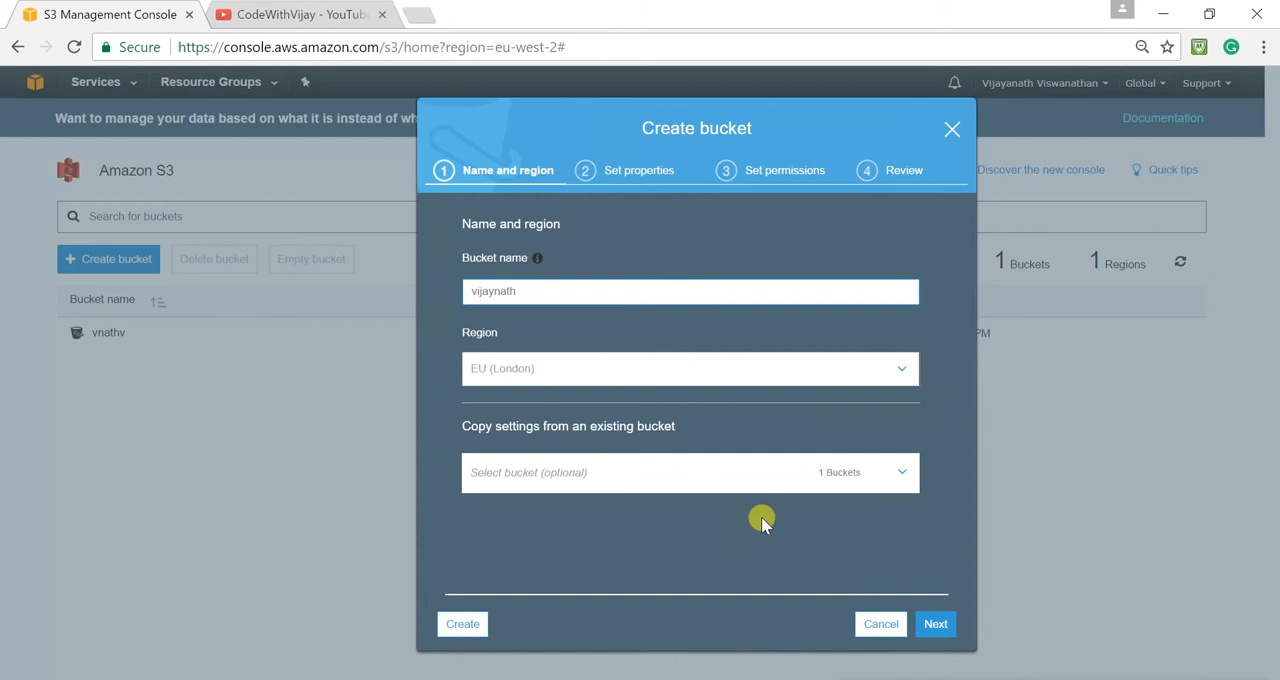 S3 Management Console
CodeWithVijay - YouTub
Secure
https://console.aws.amazon.com/s3/home?region=eu-west-2#
Services
Resource Groups
Vijayanath Viswanathan
Global
Support
Want to manage your data based on what it is instead of wh
Documentation
Create bucket
1 Name and region
2 Set properties
3 Set permissions
4 Review
Amazon S3
Discover the new console
Quick tips
Search for buckets
+ Create bucket
Delete bucket
Empty bucket
1 Buckets
1 Regions
Bucket name
vnathv
PM
Name and region
Bucket name
vijaynath
Region
EU (London)
Copy settings from an existing bucket
Select bucket (optional)
1 Buckets
Create
Cancel
Next